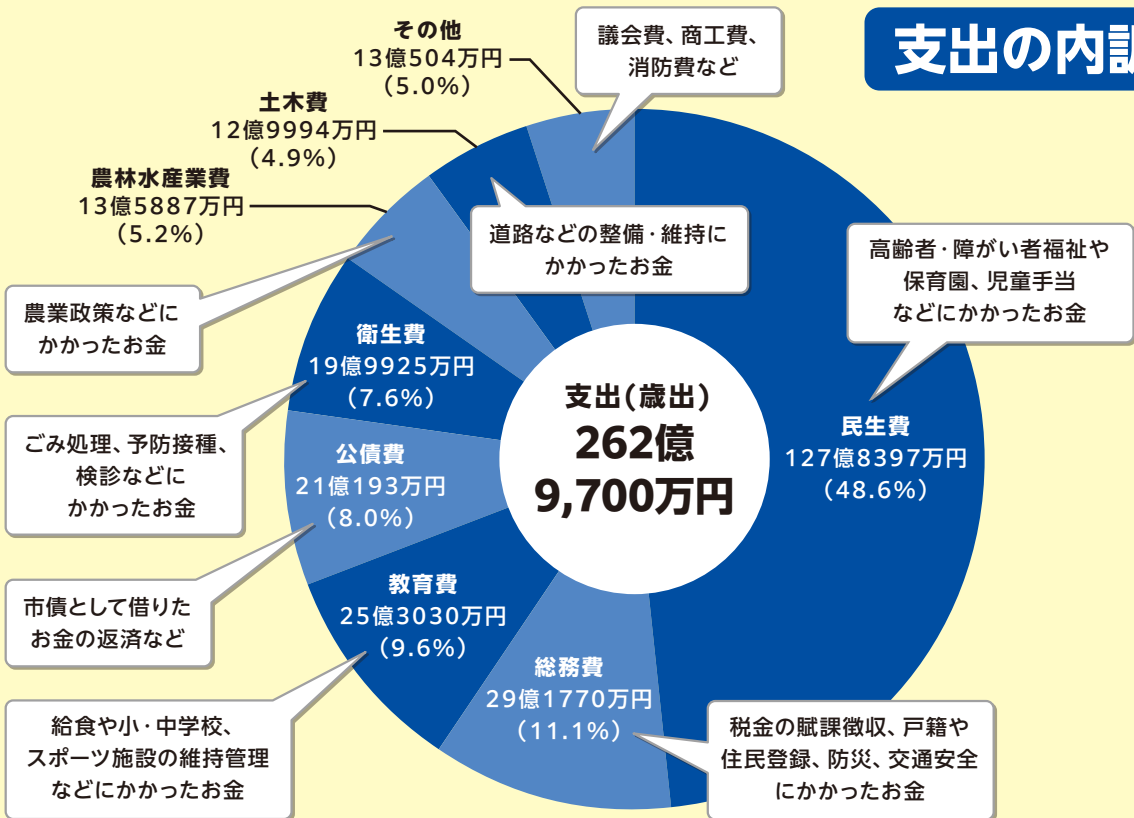 支出の内訳
その他
13億504万円
(5.0%)
議会費、商工費、
消防費など
土木費
12億9994万円
(4.9%)
道路などの整備・維持に
かかったお金
農林水産業費
13億5887万円
(5.2%)
農業政策などに
かかったお金
衛生費
19億9925万円
(7.6%)
ごみ処理、予防接種、
検診などに
かかったお金
公債費
21億193万円
(8.0%)
市債として借りた
お金の返済など
教育費
25億3030万円
(9.6%)
給食や小・中学校、
スポーツ施設の維持管理
などにかかったお金
総務費
29億1770万円
(11.1%)
税金の賦課徴収、戸籍や
住民登録、防災、交通安全
にかかったお金
民生費
127億8397万円
(48.6%)
高齢者・障がい者福祉や
保育園、児童手当
などにかかったお金
支出(歳出)
262億
9,700万円